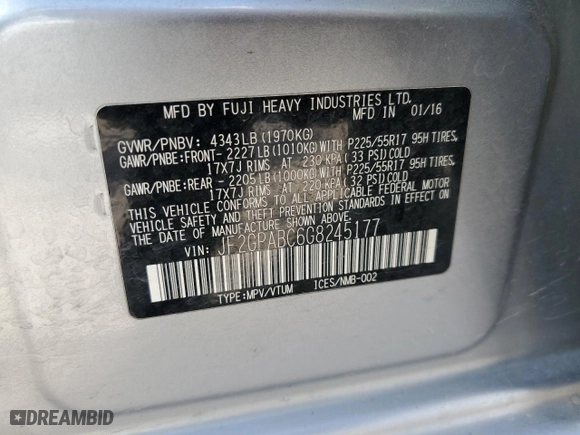 MFD BY FUJI HEAVY INDUSTRIES LTD.
MFD IN 01/16
GVWR/PNBV: 4343LB(1970KG)
GAWR/PNBE:FRONT- 2227LB(1010KG)WITH P225/55R17 95H TIRES,
17X7J RIMS AT 230 KPA( 33 PSI)COLD
GAWR/PNBE:REAR - 2205LB(1000KG)WITH P225/55R17 95H TIRES,
17X7J RIMS AT 220 KPA( 32 PSI)COLD
THIS VEHICLE CONFORMS TO ALL APPLICABLE FEDERAL MOTOR
VEHICLE SAFETY AND THEFT PREVENTION STANDARDS IN EFFECT ON
THE DATE OF MANUFACTURE SHOWN ABOVE.
VIN: JF2GPABC6G8245177
TYPE:MPV/VTUM ICES/NMB-002
DREAMBID